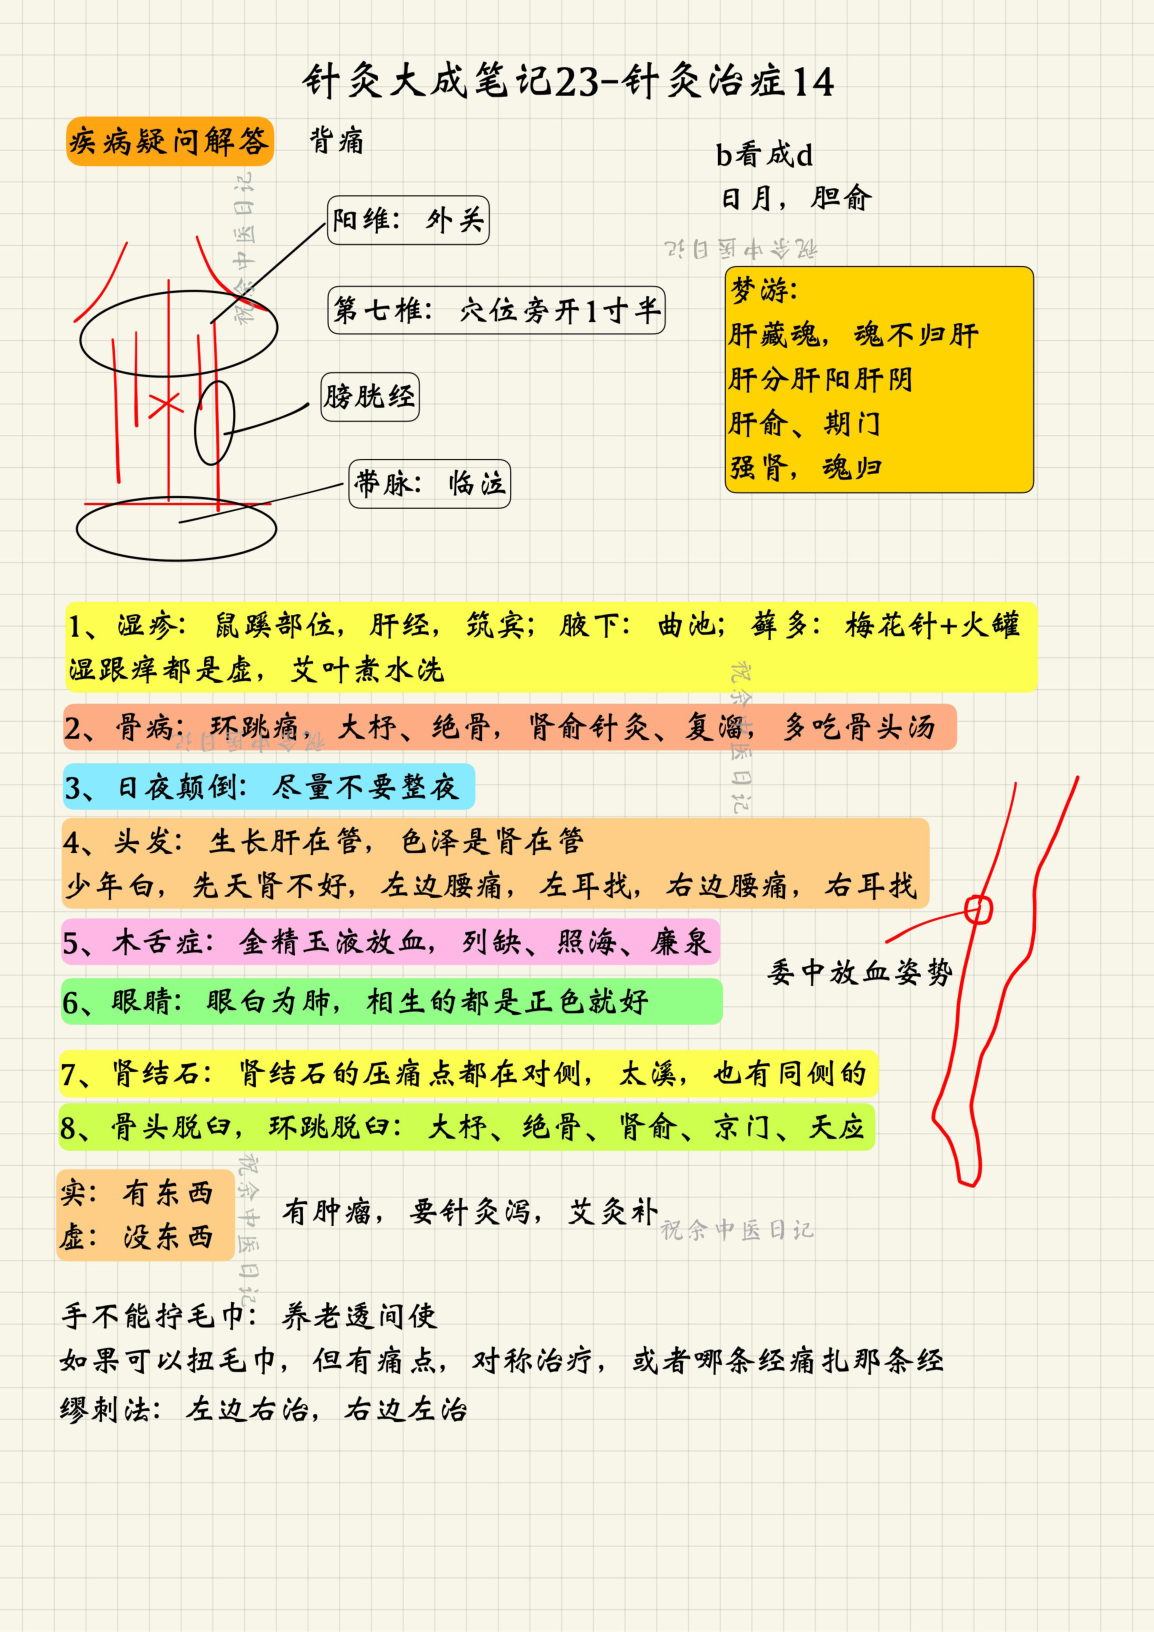 针灸大成笔记23-针灸治症14
疾病疑问解答
背痛
b看成d
日月，胆俞
阳维：外关
第七椎：穴位旁开1寸半
膀胱经
带脉：临泣
梦游：
肝藏魂，魂不归肝
肝分肝阳肝阴
肝俞、期门
强肾，魂归
1、湿疹：鼠蹊部位，肝经，筑宾；腋下：曲池；藓多：梅花针+火罐
湿跟痒都是虚，艾叶煮水洗
2、骨病：环跳痛，大杼、绝骨，肾俞针灸、复溜，多吃骨头汤
3、日夜颠倒：尽量不要整夜
4、头发：生长肝在管，色泽是肾在管
少年白，先天肾不好，左边腰痛，左耳找，右边腰痛，右耳找
5、木舌症：金精玉液放血，列缺、照海、廉泉
6、眼睛：眼白为肺，相生的都是正色就好
委中放血姿势
7、肾结石：肾结石的压痛点都在对侧，太溪，也有同侧的
8、骨头脱臼，环跳脱臼：大杼、绝骨、肾俞、京门、天应
实：有东西
虚：没东西
有肿瘤，要针灸泻，艾灸补
手不能拧毛巾：养老透间使
如果可以扭毛巾，但有痛点，对称治疗，或者哪条经痛扎那条经
缪刺法：左边右治，右边左治
祝余中医日记
祝余中医日记
祝余中医日记
祝余中医日记
祝余中医日记
祝余中医日记